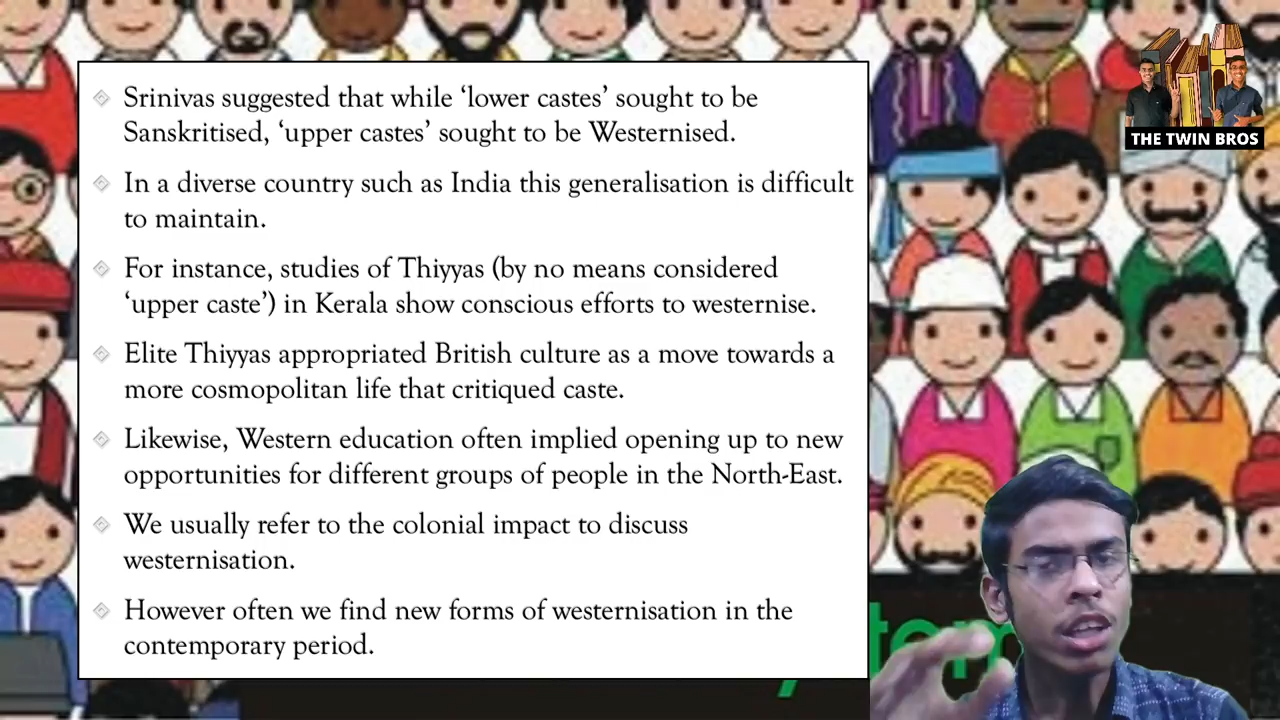 Srinivas suggested that while ‘lower castes’ sought to be
Sanskritised, ‘upper castes’ sought to be Westernised.
In a diverse country such as India this generalisation is difficult
to maintain.
For instance, studies of Thiyyas (by no means considered
‘upper caste’) in Kerala show conscious efforts to westernise.
Elite Thiyyas appropriated British culture as a move towards a
more cosmopolitan life that critiqued caste.
Likewise, Western education often implied opening up to new
opportunities for different groups of people in the North-East.
We usually refer to the colonial impact to discuss
westernisation.
However often we find new forms of westernisation in the
contemporary period.
THE TWIN BROS